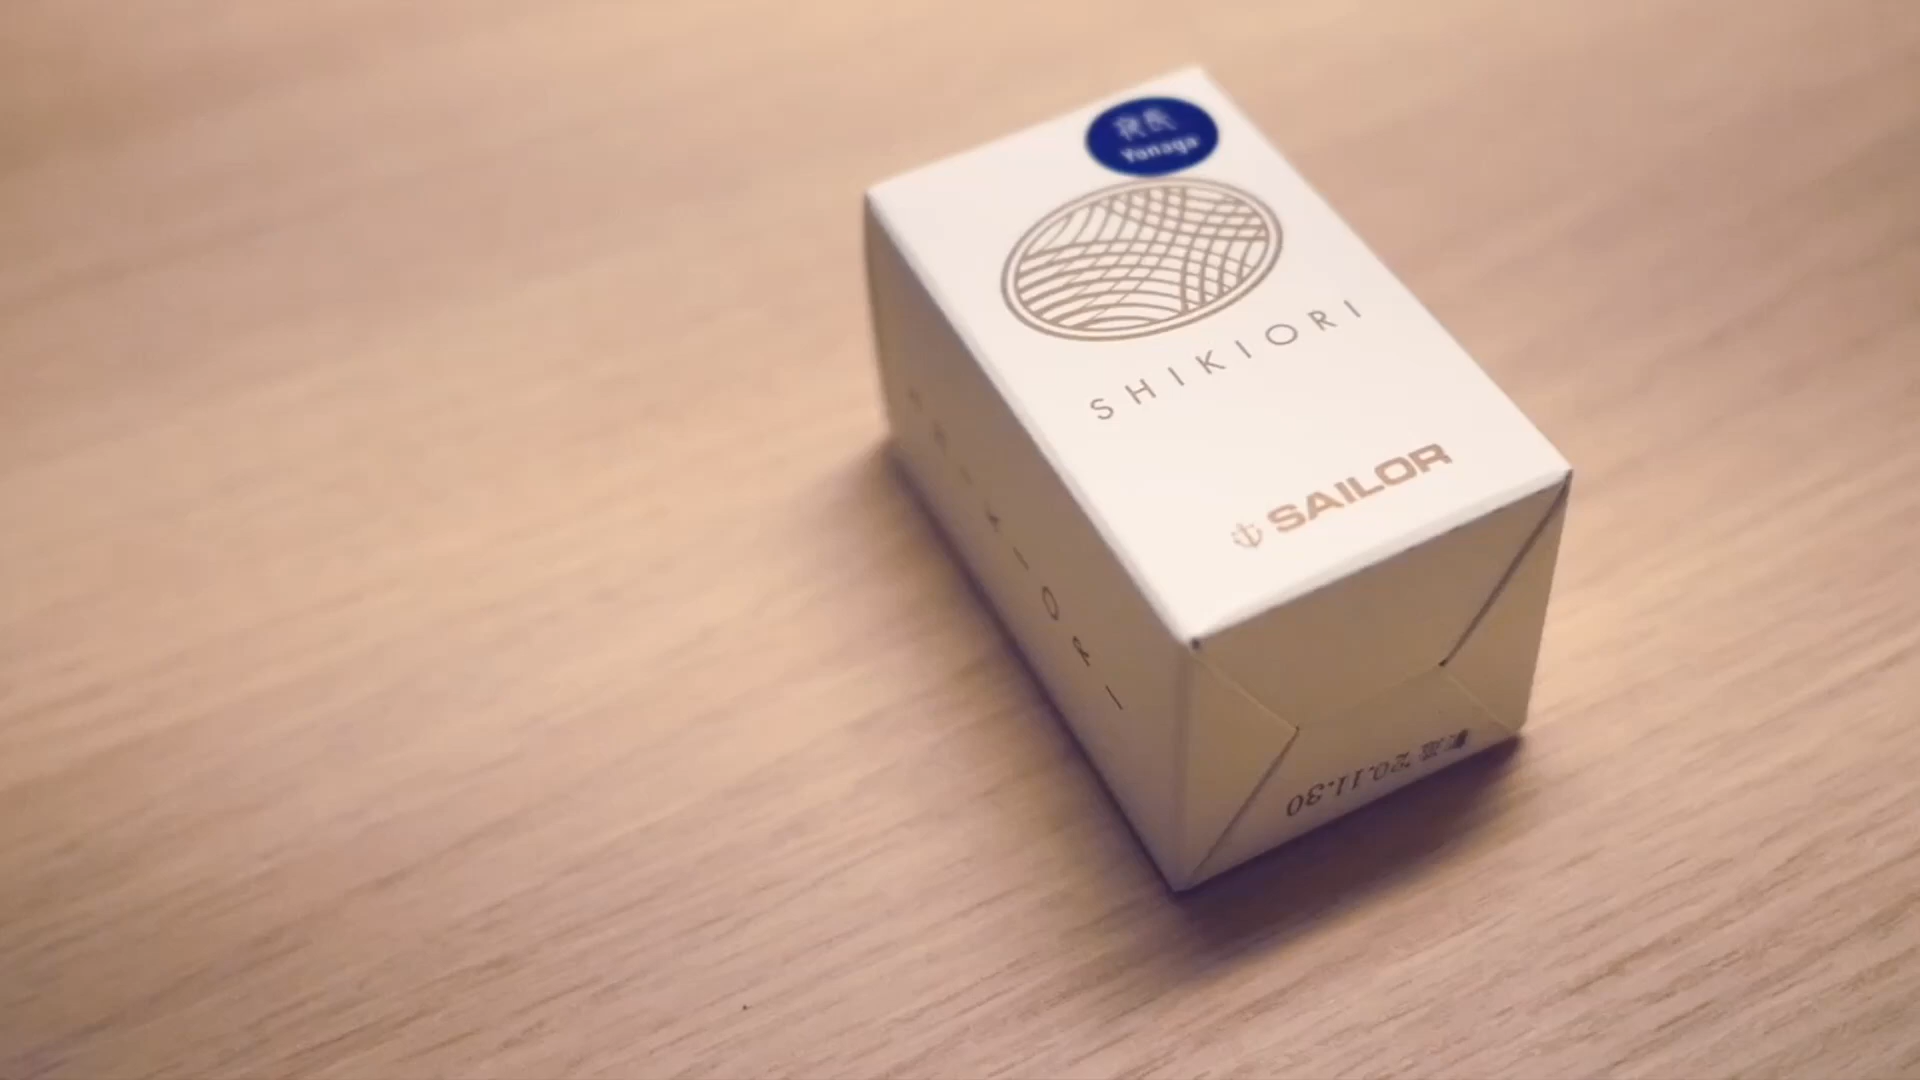 夜長
Yonaga
SHIKIORI
SAILOR
SHIKIORI
'20.11.30